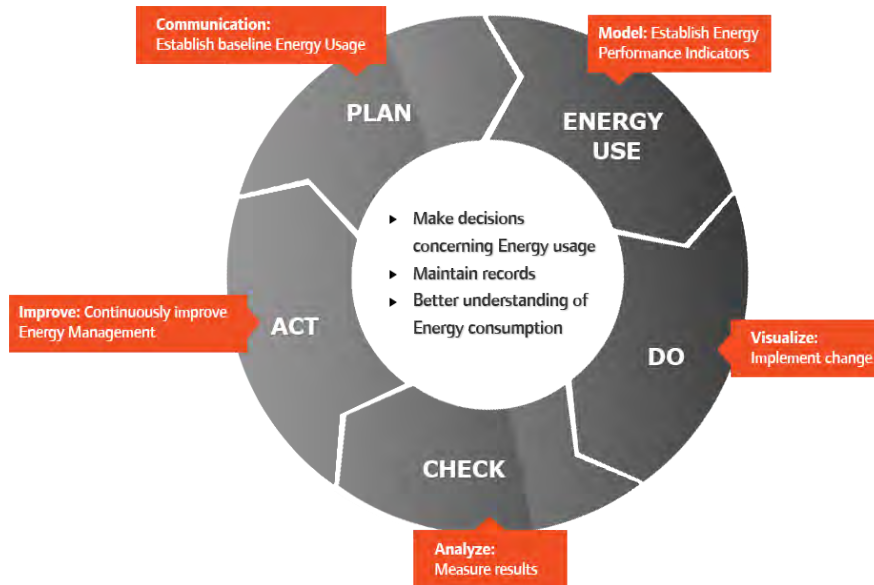 Communication:
Establish baseline Energy Usage
Model: Establish Energy
Performance Indicators
PLAN
ENERGY
USE
▸ Make decisions
concerning Energy usage
▸ Maintain records
▸ Better understanding of
Energy consumption
Improve: Continuously improve
Energy Management
ACT
DO
Visualize:
Implement change
CHECK
Analyze:
Measure results